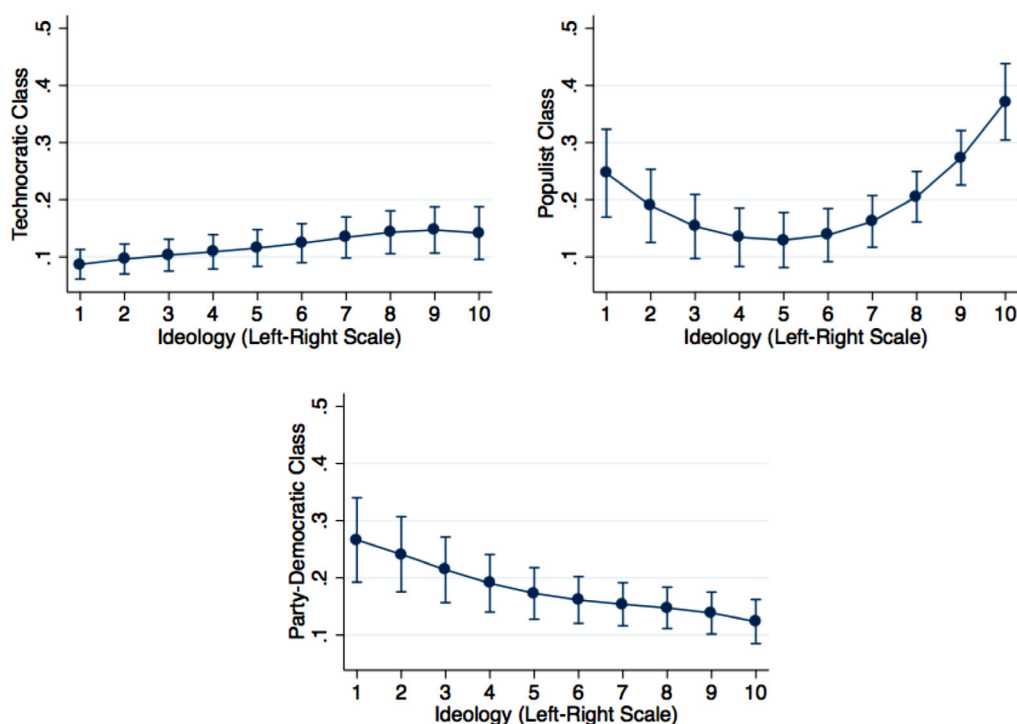 .5
.4
.3
.2
.1
Technocratic Class
1 2 3 4 5 6 7 8 9 10
Ideology (Left-Right Scale)
.5
.4
.3
.2
.1
Populist Class
1 2 3 4 5 6 7 8 9 10
Ideology (Left-Right Scale)
.5
.4
.3
.2
.1
Party-Democratic Class
1 2 3 4 5 6 7 8 9 10
Ideology (Left-Right Scale)